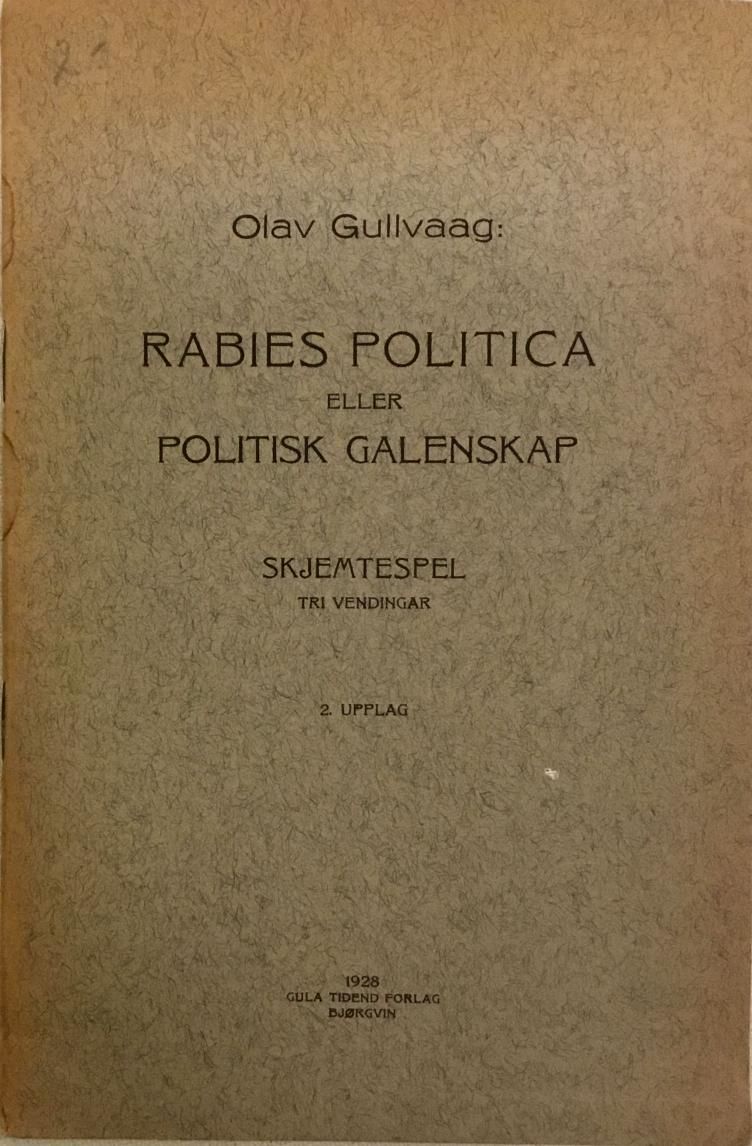 Olav Gullvaag:
RABIES POLITICA
ELLER
POLITISK GALENSKAP
SKJEMTESPEL
TRI VENDINGAR
2. UPPLAG
1928
GULA TIDEND FORLAG
BJØRGVIN